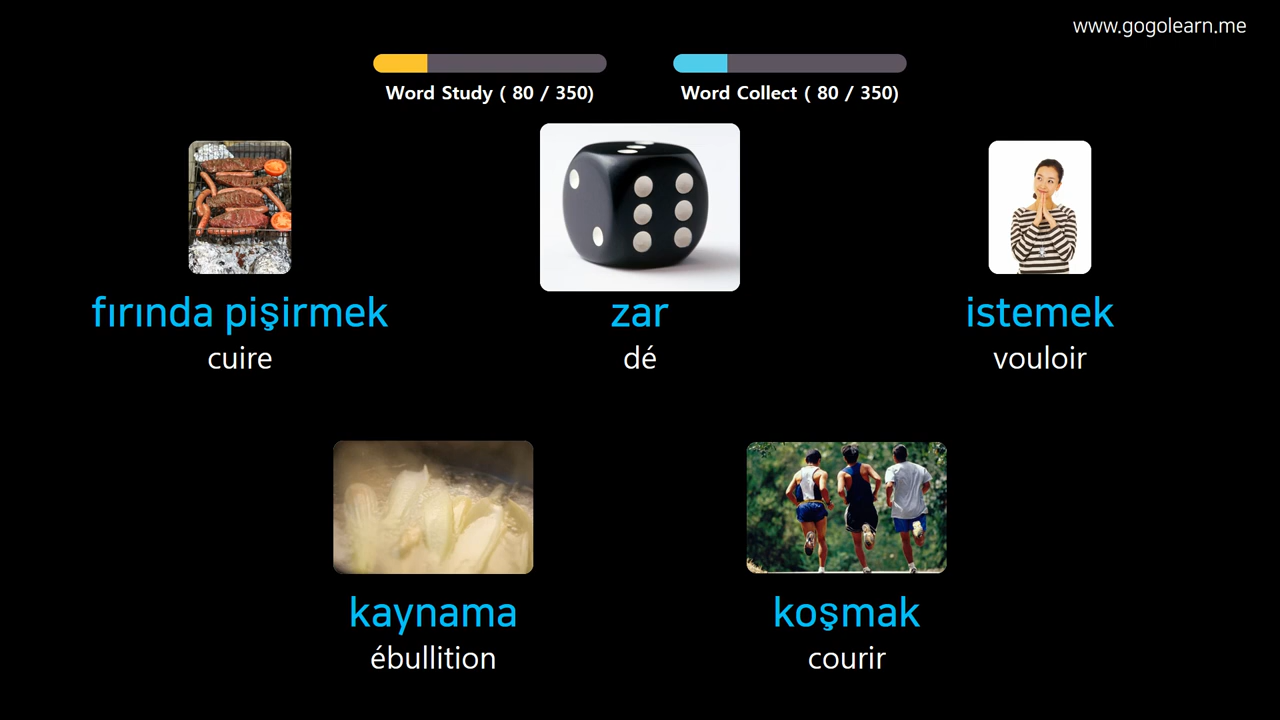 www.gogolearn.me
Word Study ( 80 / 350)
Word Collect ( 80 / 350)
fırında pişirmek
cuire
zar
dé
istemek
vouloir
kaynama
ébullition
koşmak
courir